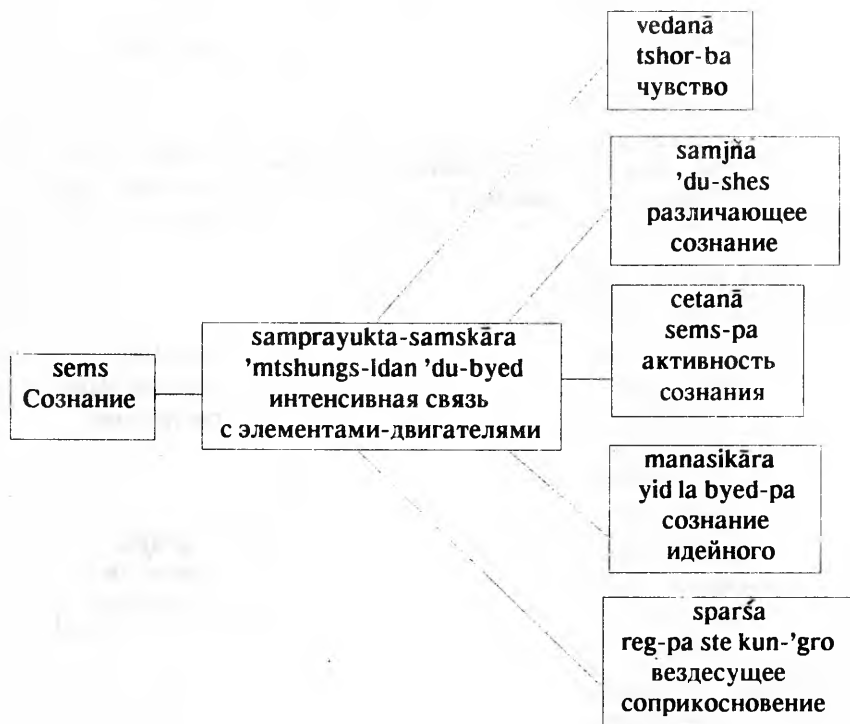 vedanā
tshor-ba
чувство
samjña
'du-shes
различающее
сознание
cetanā
sems-pa
активность
сознания
sems
Сознание
samprayukta-samskāra
'mtshungs-ldan 'du-byed
интенсивная связь
с элементами-двигателями
manasikāra
yid la byed-pa
сознание
идейного
sparśa
reg-pa ste kun-'gro
вездесущее
соприкосновение